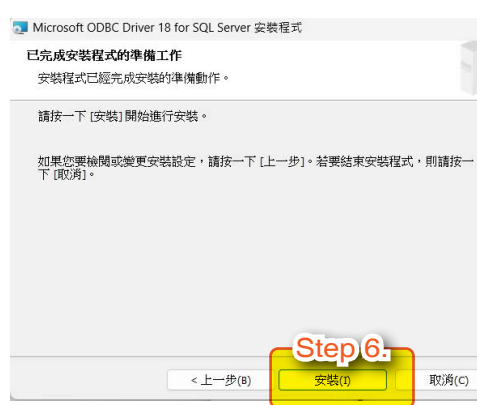 Microsoft ODBC Driver 18 for SQL Server 安裝程式
已完成安裝程式的準備工作
安裝程式已經完成安裝的準備動作。
請按一下 [安裝] 開始進行安裝。
如果您要檢閱或變更安裝設定，請按一下 [上一步]。若要結束安裝程式，則請按一
下 [取消]。
Step 6.
< 上一步(B) 安裝(I) 取消(C)